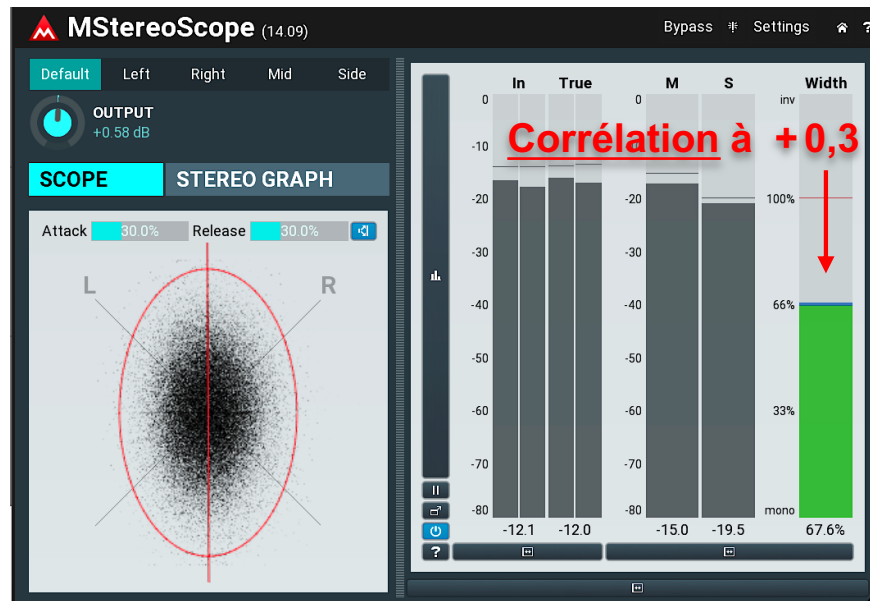 MStereoScope (14.09)
Bypass Settings ?
Default Left Right Mid Side
OUTPUT
+0.58 dB
SCOPE STEREO GRAPH
Attack 30.0% Release 30.0%
L R
In True M S Width
0 0 inv
Corrélation à +0,3
-10
-20 -20 100%
-30 -30
-40 -40 66%
-50 -50
-60 -60 33%
-70 -70
-80 -80 mono
-12.1 -12.0 -15.0 -19.5 67.6%
?